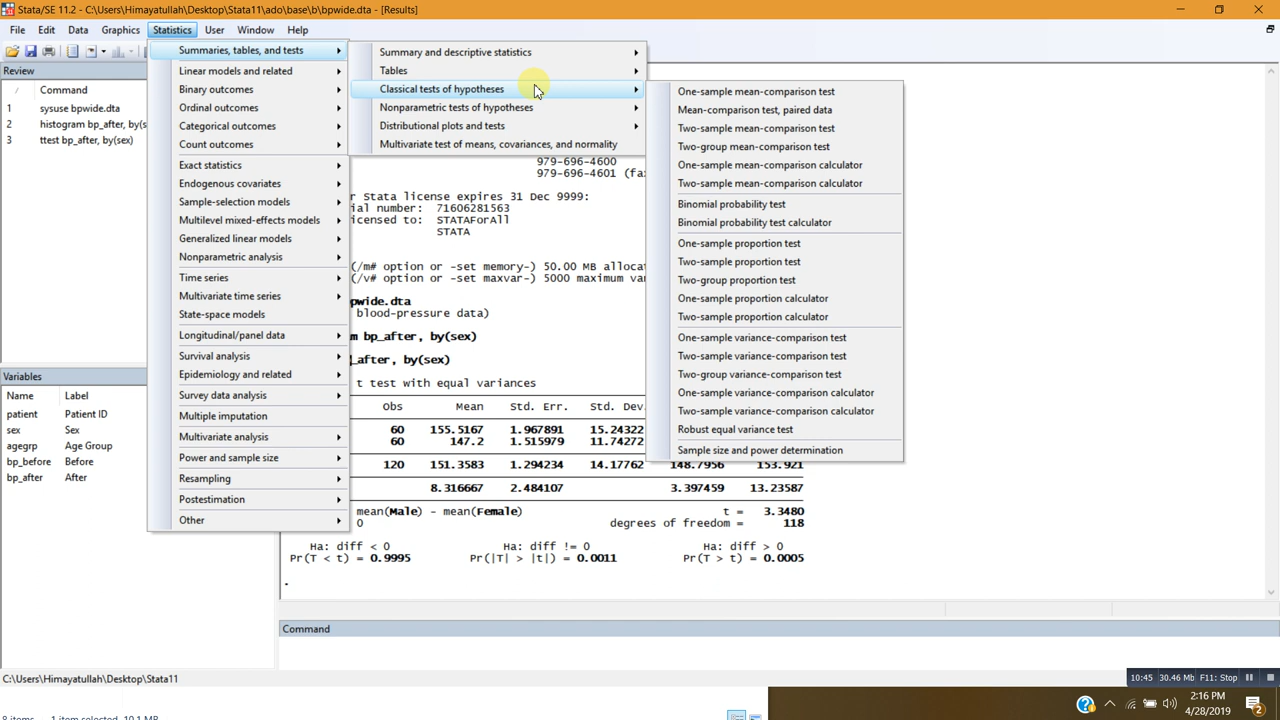 Stata/SE 11.2 - C:\Users\Himayatullah\Desktop\Stata11\ado\base\b\bpwide.dta - [Results]
File Edit Data Graphics Statistics User Window Help
Review
Command
1 sysuse bpwide.dta
2 histogram bp_after, by(s
3 ttest bp_after, by(sex)
Variables
Name Label
patient Patient ID
sex Sex
agegrp Age Group
bp_before Before
bp_after After
Summaries, tables, and tests
Linear models and related
Binary outcomes
Ordinal outcomes
Categorical outcomes
Count outcomes
Exact statistics
Endogenous covariates
Sample-selection models
Multilevel mixed-effects models
Generalized linear models
Nonparametric analysis
Time series
Multivariate time series
State-space models
Longitudinal/panel data
Survival analysis
Epidemiology and related
Survey data analysis
Multiple imputation
Multivariate analysis
Power and sample size
Resampling
Postestimation
Other
Summary and descriptive statistics
Tables
Classical tests of hypotheses
Nonparametric tests of hypotheses
Distributional plots and tests
Multivariate test of means, covariances, and normality
One-sample mean-comparison test
Mean-comparison test, paired data
Two-sample mean-comparison test
Two-group mean-comparison test
One-sample mean-comparison calculator
Two-sample mean-comparison calculator
Binomial probability test
Binomial probability test calculator
One-sample proportion test
Two-sample proportion test
Two-group proportion test
One-sample proportion calculator
Two-sample proportion calculator
One-sample variance-comparison test
Two-sample variance-comparison test
Two-group variance-comparison test
One-sample variance-comparison calculator
Two-sample variance-comparison calculator
Robust equal variance test
Sample size and power determination
979-696-4600
979-696-4601 (fa
r Stata license expires 31 Dec 9999:
ial number: 71606281563
icensed to: STATAForAll
STATA
(/m# option or -set memory-) 50.00 MB alloca
(/v# option or -set maxvar-) 5000 maximum va
pwide.dta
blood-pressure data)
m bp_after, by(sex)
_after, by(sex)
t test with equal variances
Obs Mean Std. Err. Std. Dev
60 155.5167 1.967891 15.24322
60 147.2 1.515979 11.74272
120 151.3583 1.294234 14.17762 148.7956 153.921
8.316667 2.484107 3.397459 13.23587
mean(Male) - mean(Female) t = 3.3480
0 degrees of freedom = 118
Ha: diff < 0 Ha: diff != 0 Ha: diff > 0
Pr(T < t) = 0.9995 Pr(|T| > |t|) = 0.0011 Pr(T > t) = 0.0005
.
Command
C:\Users\Himayatullah\Desktop\Stata11
10:45 30.46 Mb F11: Stop
2:16 PM
4/28/2019
2
8 items 1 item selected 10.1 MB